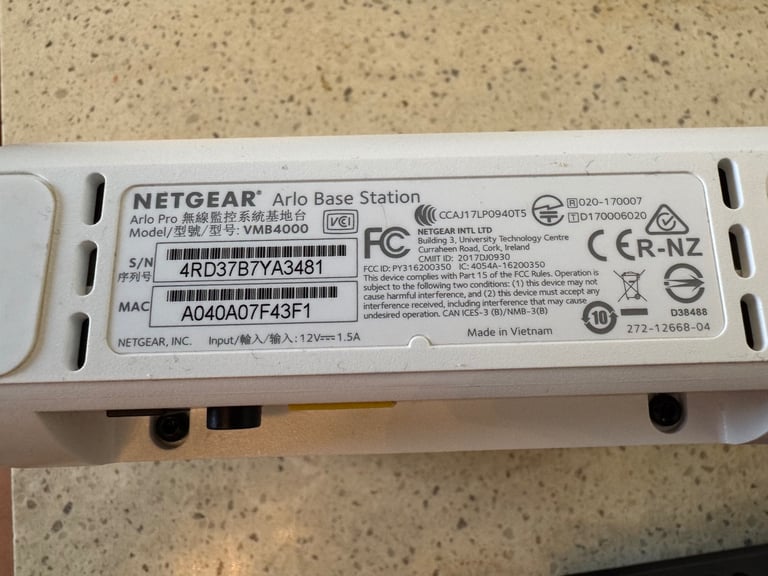 NETGEAR® Arlo Base Station
Arlo Pro 無線監控系統基地台
Model/型號/型号: VMB4000
VCCI
S/N
序列号
4RD37B7YA3481
MAC
A040A07F43F1
NETGEAR, INC.
Input/輸入/输入: 12V⎓1.5A
CCAJ17LP0940T5
R 020-170007
T D170006020
FC
NETGEAR INTL LTD
Building 3, University Technology Centre
Curraheen Road, Cork, Ireland
CMIIT ID: 2017DJ0930
FCC ID: PY316200350 IC: 4054A-16200350
This device complies with Part 15 of the FCC Rules. Operation is
subject to the following two conditions: (1) this device may not
cause harmful interference, and (2) this device must accept any
interference received, including interference that may cause
undesired operation. CAN ICES-3 (B)/NMB-3(B)
CE
R-NZ
10
D38488
Made in Vietnam
272-12668-04